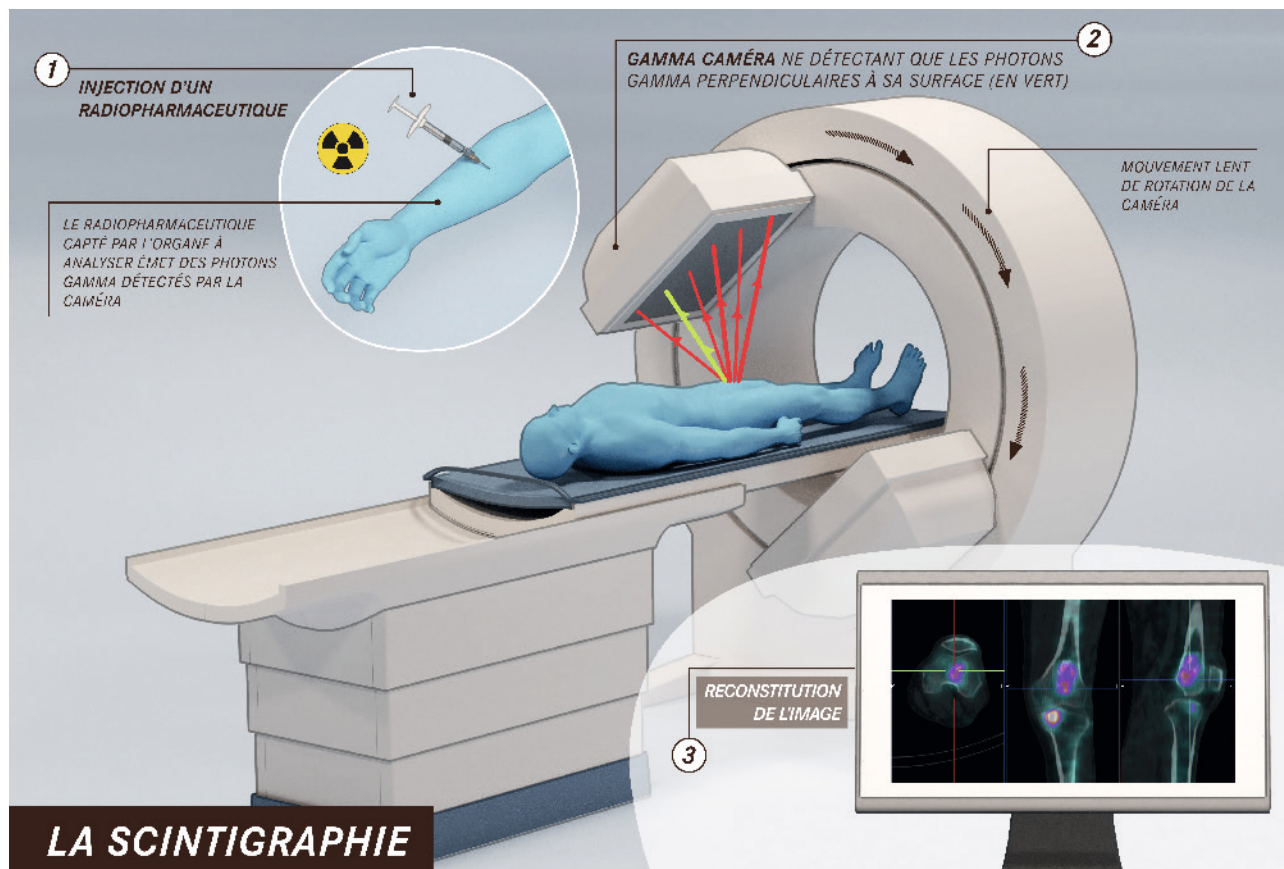 1
INJECTION D'UN
RADIOPHARMACEUTIQUE
LE RADIOPHARMACEUTIQUE
CAPTÉ PAR L'ORGANE À
ANALYSER ÉMET DES PHOTONS
GAMMA DÉTECTÉS PAR LA
CAMÉRA
2
GAMMA CAMÉRA NE DÉTECTANT QUE LES PHOTONS
GAMMA PERPENDICULAIRES À SA SURFACE (EN VERT)
MOUVEMENT LENT
DE ROTATION DE LA
CAMÉRA
RECONSTITUTION
DE L'IMAGE
3
LA SCINTIGRAPHIE